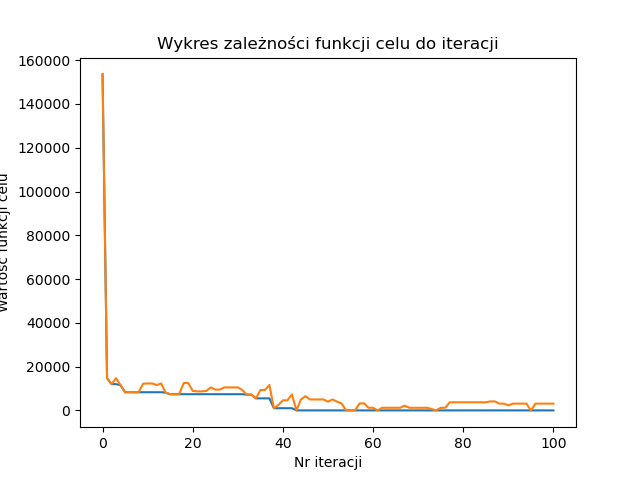 Wykres zależności funkcji celu do iteracji
Wartość funkcji celu
160000
140000
120000
100000
80000
60000
40000
20000
0
0 20 40 60 80 100
Nr iteracji